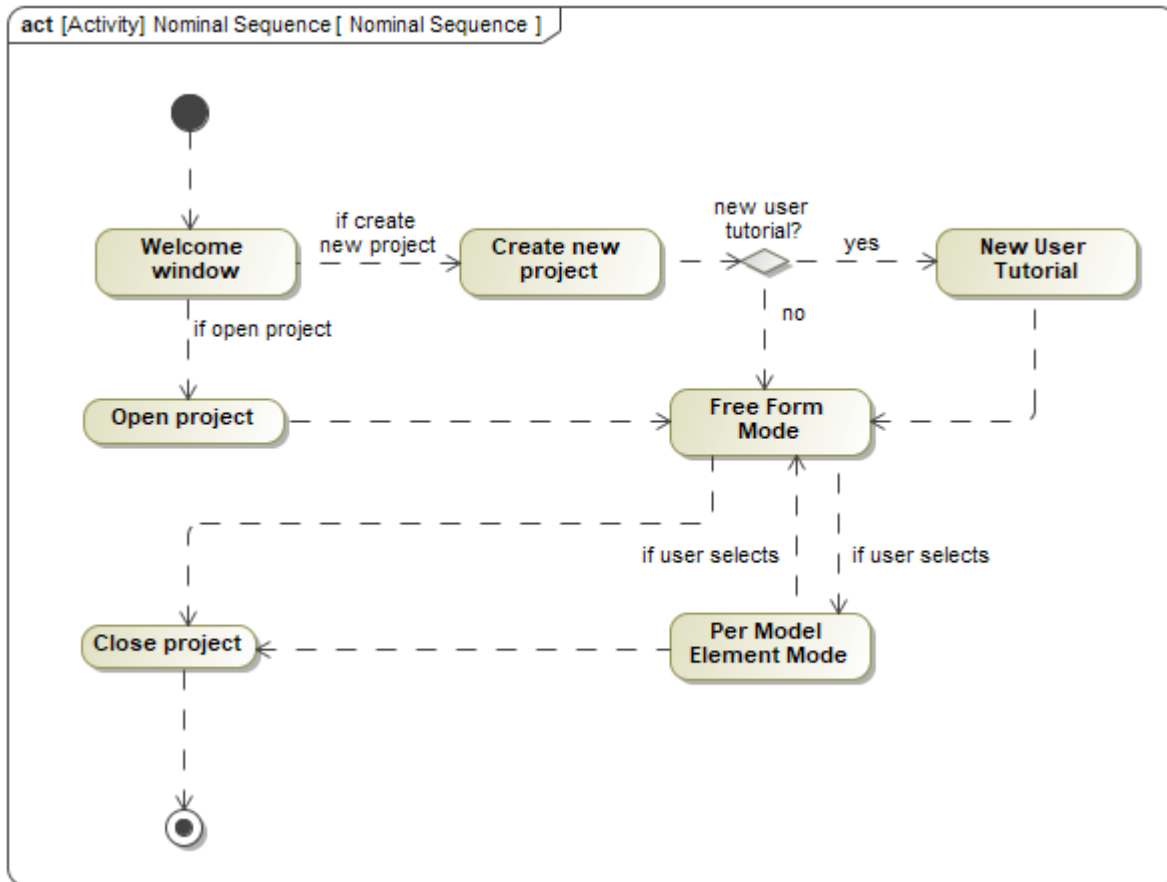 act [Activity] Nominal Sequence [ Nominal Sequence ]
new user
tutorial?
if create
new project
Welcome
window
Create new
project
yes
New User
Tutorial
no
if open project
Open project
Free Form
Mode
if user selects
if user selects
Close project
Per Model
Element Mode